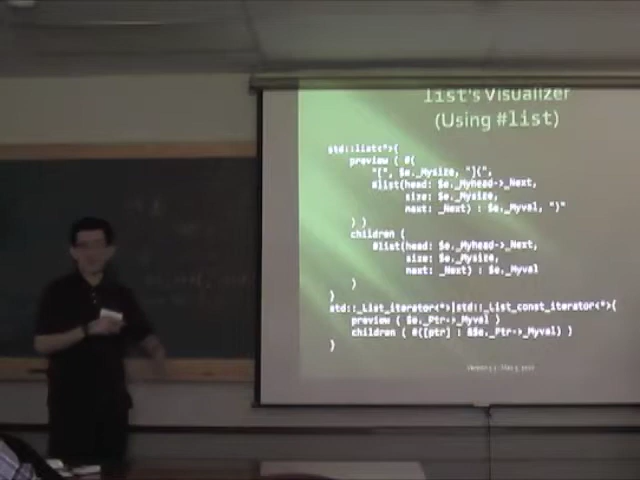 list's Visualizer
(Using #list)
std::list<*>{
preview ( #(
"[", $e._Mysize, "](",
#list(head: $e._Myhead->_Next,
size: $e._Mysize,
next: _Next) : $e._Myval, ")"
) )
children (
#list(head: $e._Myhead->_Next,
size: $e._Mysize,
next: _Next) : $e._Myval
)
}
std::_List_iterator<*>|std::_List_const_iterator<*>{
preview ( $e._Ptr->_Myval )
children ( #([ptr] : &$e._Ptr->_Myval) )
}